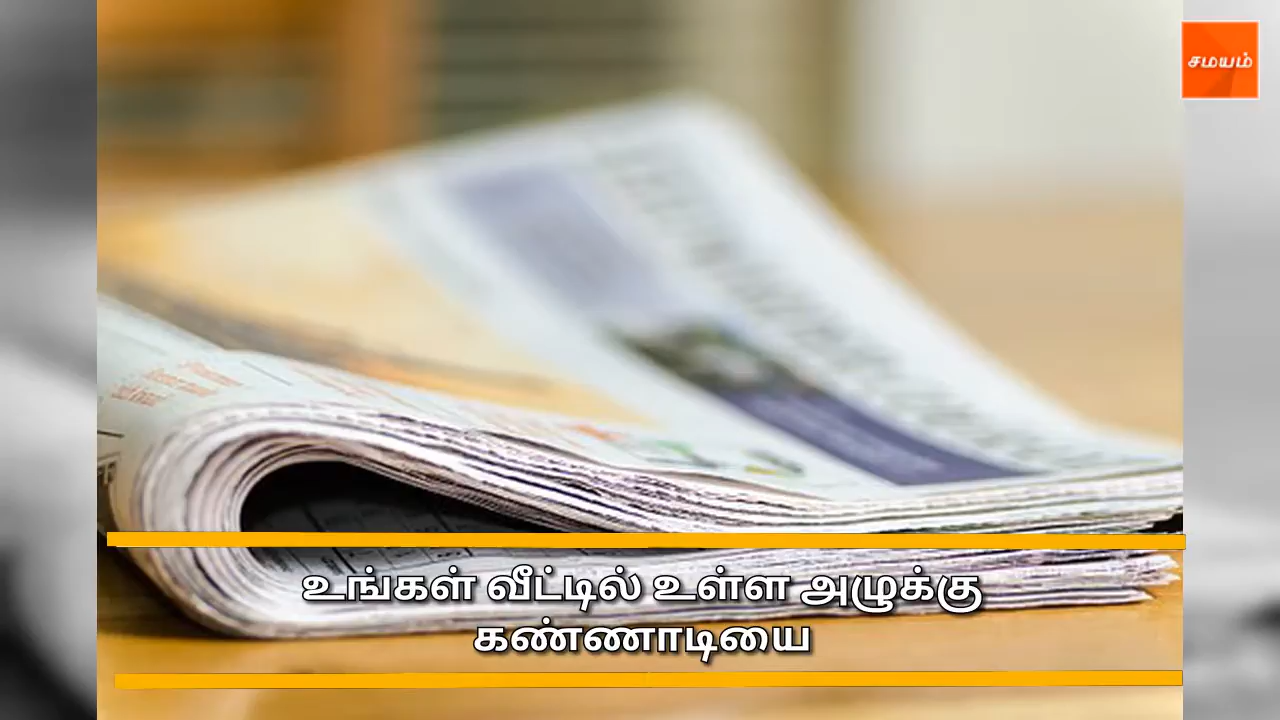 சமயம்
உங்கள் வீட்டில் உள்ள அழுக்கு
கண்ணாடியை